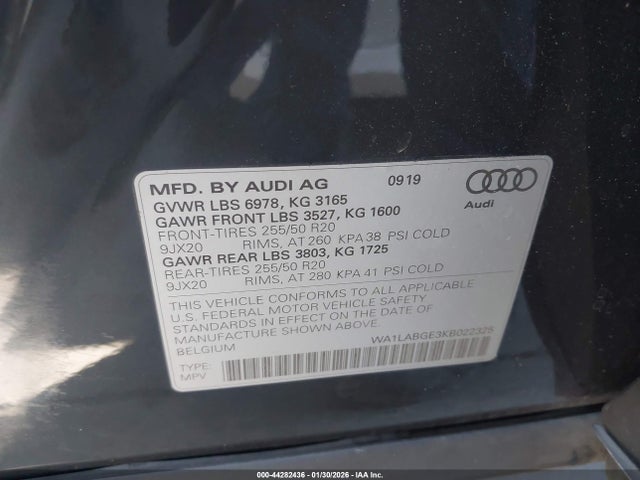 MFD. BY AUDI AG 0919
GVWR LBS 6978, KG 3165
GAWR FRONT LBS 3527, KG 1600
FRONT-TIRES 255/50 R20
9JX20 RIMS, AT 260 KPA 38 PSI COLD
GAWR REAR LBS 3803, KG 1725
REAR-TIRES 255/50 R20
9JX20 RIMS, AT 280 KPA 41 PSI COLD
Audi
THIS VEHICLE CONFORMS TO ALL APPLICABLE
U.S. FEDERAL MOTOR VEHICLE SAFETY
STANDARDS IN EFFECT ON THE DATE OF
MANUFACTURE SHOWN ABOVE.
BELGIUM WA1LABGE3KB022325
TYPE:
MPV
000-44282436 | 01/30/2026 - IAA Inc.